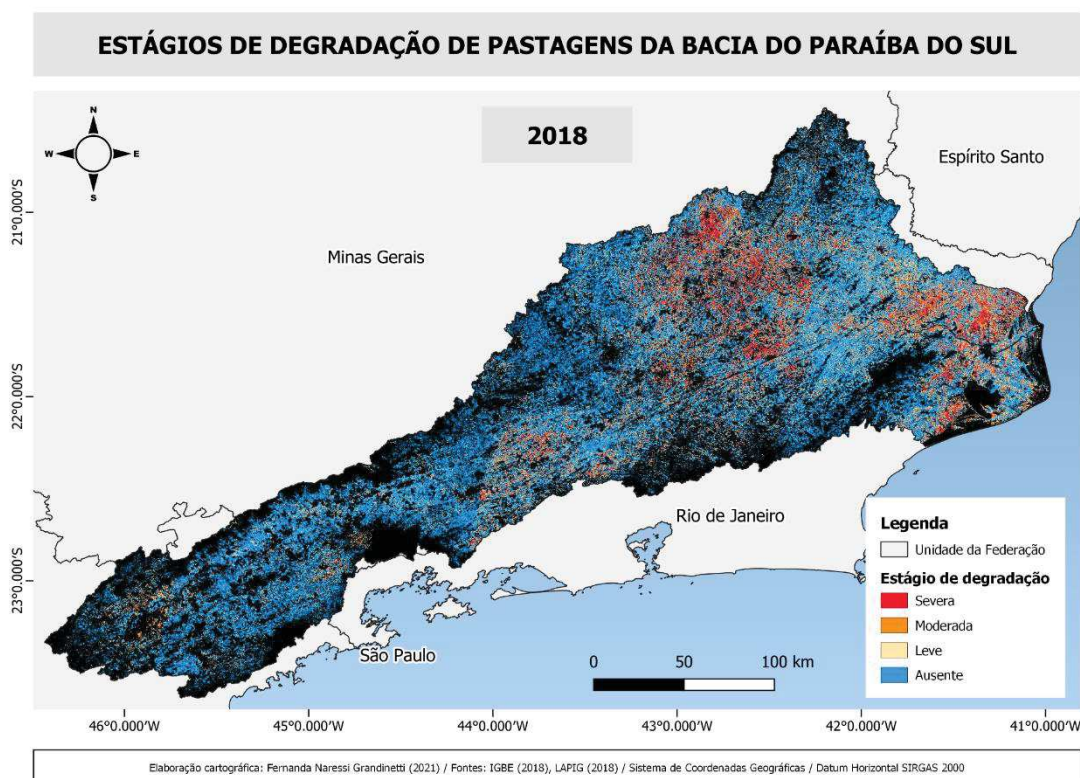 ESTÁGIOS DE DEGRADAÇÃO DE PASTAGENS DA BACIA DO PARAÍBA DO SUL
2018
N
W
E
S
Espírito Santo
Minas Gerais
Rio de Janeiro
São Paulo
21°0.000'S
22°0.000'S
23°0.000'S
0 50 100 km
Legenda
Unidade da Federação
Estágio de degradação
Severa
Moderada
Leve
Ausente
46°0.000'W 45°0.000'W 44°0.000'W 43°0.000'W 42°0.000'W 41°0.000'W
Elaboração cartográfica: Fernanda Naressi Grandinetti (2021) / Fontes: IGBE (2018), LAPIG (2018) / Sistema de Coordenadas Geográficas / Datum Horizontal SIRGAS 2000